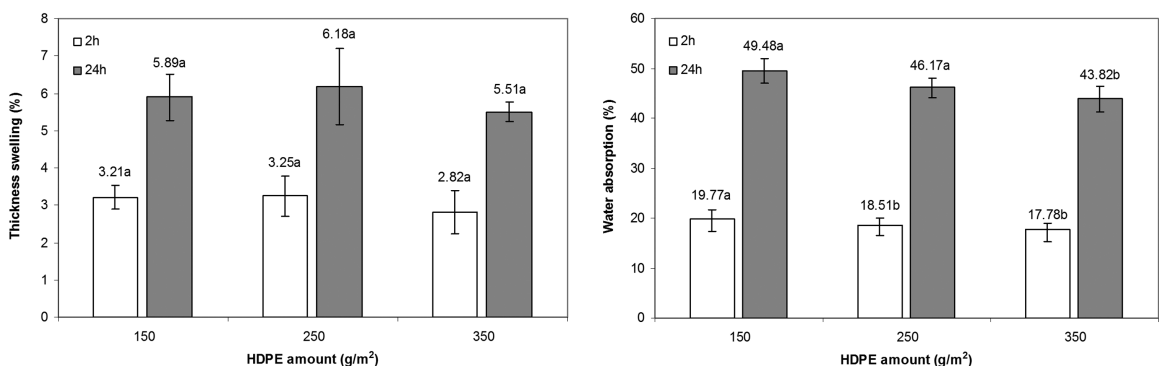 8
7
6
5
4
3
2
1
0
Thickness swelling (%)
2h
24h
3.21a
5.89a
3.25a
6.18a
2.82a
5.51a
150
250
350
HDPE amount (g/m²)
60
50
40
30
20
10
0
Water absorption (%)
2h
24h
19.77a
49.48a
18.51b
46.17a
17.78b
43.82b
150
250
350
HDPE amount (g/m²)